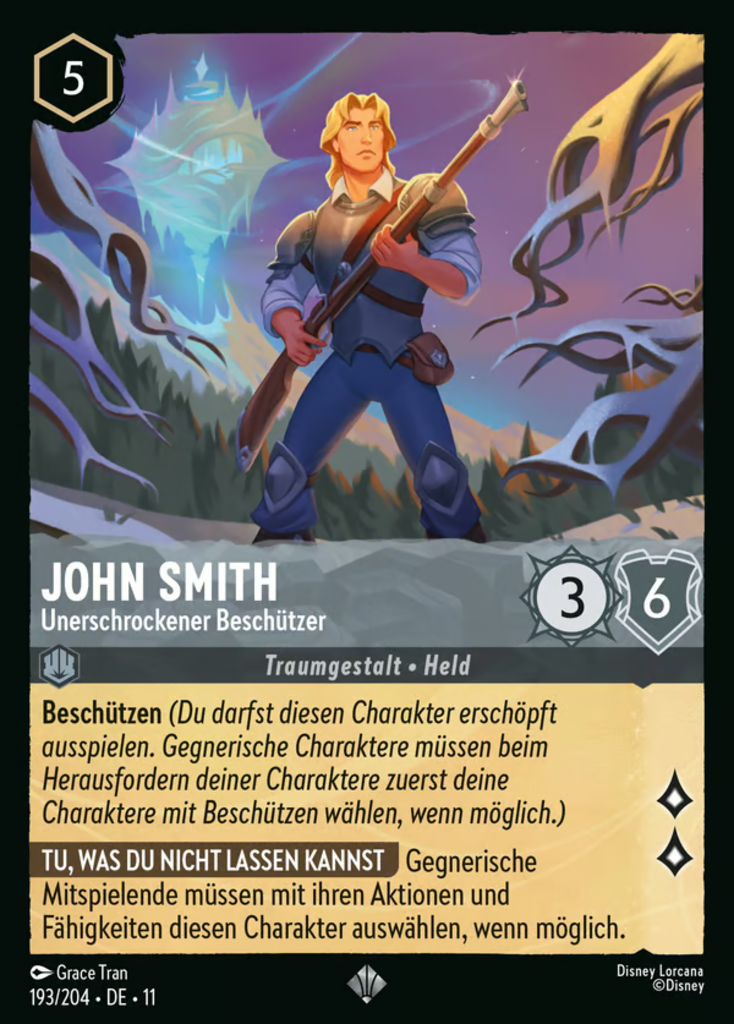 5
JOHN SMITH
Unerschrockener Beschützer
3
6
Traumgestalt • Held
Beschützen (Du darfst diesen Charakter erschöpft
ausspielen. Gegnerische Charaktere müssen beim
Herausfordern deiner Charaktere zuerst deine
Charaktere mit Beschützen wählen, wenn möglich.)
TU, WAS DU NICHT LASSEN KANNST Gegnerische
Mitspielende müssen mit ihren Aktionen und
Fähigkeiten diesen Charakter auswählen, wenn möglich.
Grace Tran
193/204 • DE • 11
Disney Lorcana
©Disney